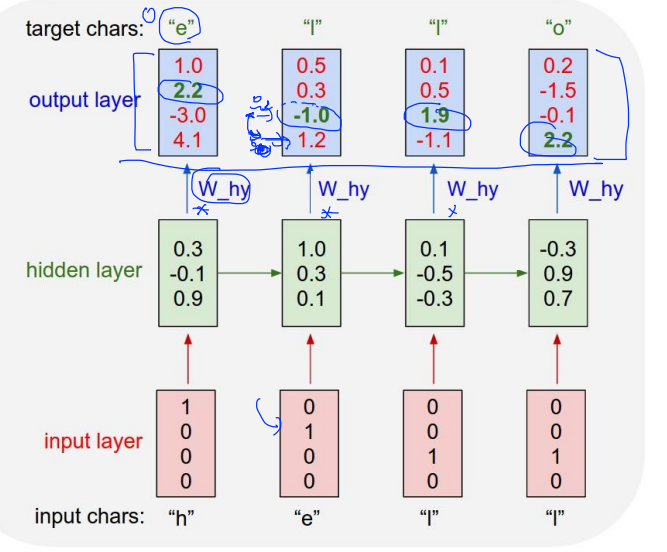 target chars: “e” “l” “l” “o”
1.0 0.5 0.1 0.2
2.2 0.3 0.5 -1.5
output layer -3.0 -1.0 1.9 -0.1
4.1 1.2 -1.1 2.2
W_hy W_hy W_hy W_hy
0.3 1.0 0.1 -0.3
hidden layer -0.1 0.3 -0.5 0.9
0.9 0.1 -0.3 0.7
1 0 0 0
0 1 0 0
input layer 0 0 1 1
0 0 0 0
input chars: “h” “e” “l” “l”